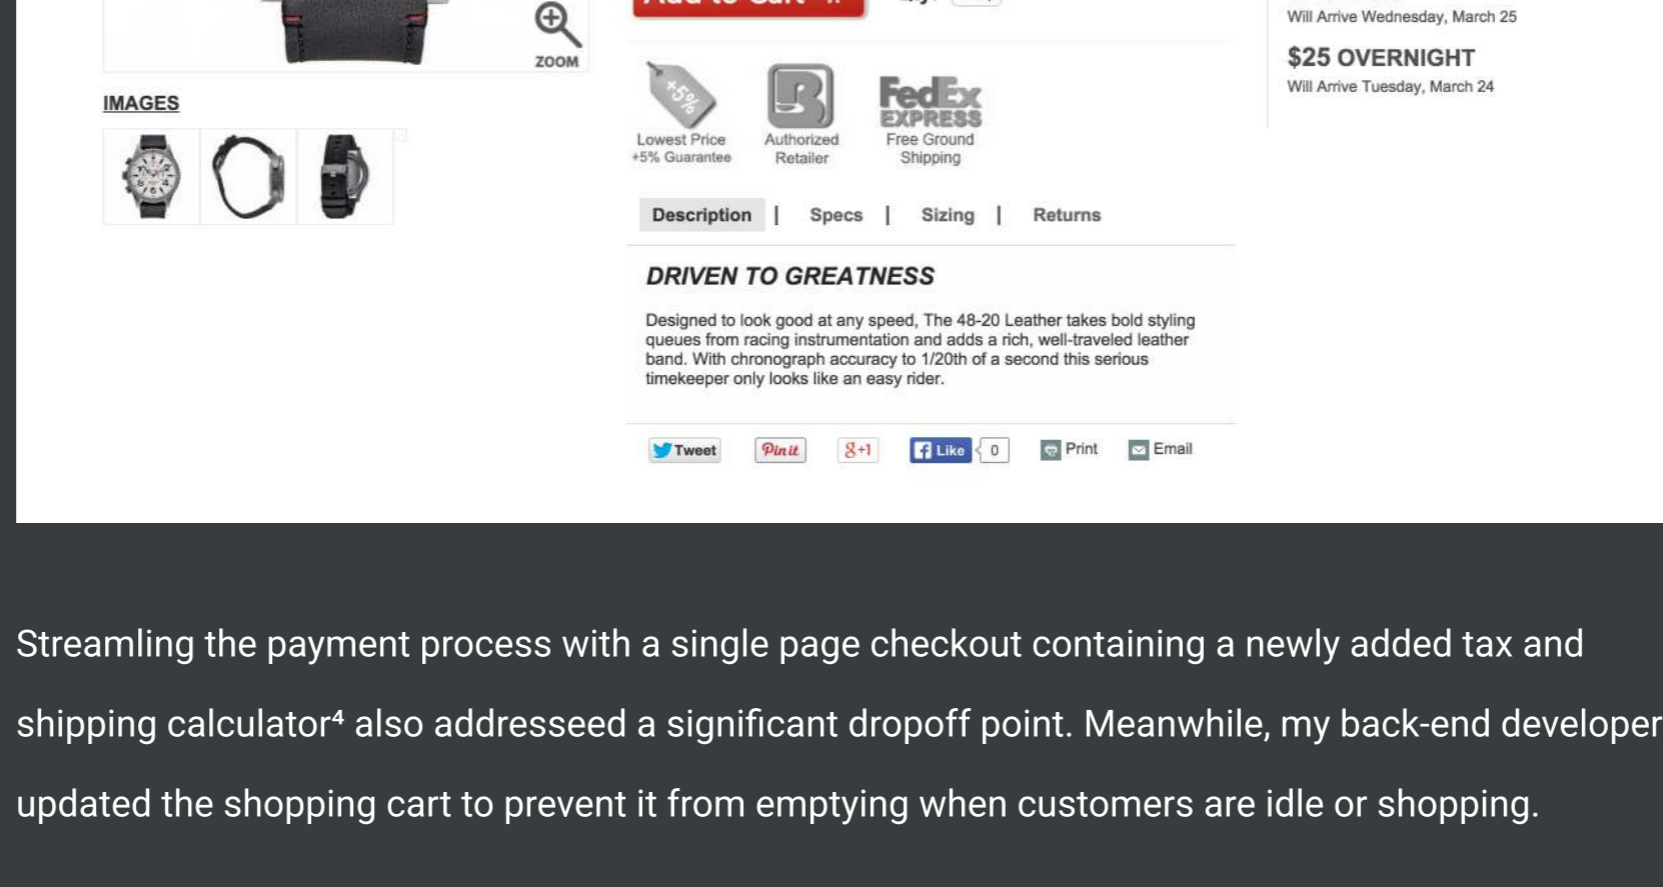 Add to Cart
ZOOM
IMAGES
+5%
Lowest Price
+5% Guarantee
Authorized
Retailer
FedEx
EXPRESS
Free Ground
Shipping
Description | Specs | Sizing | Returns
DRIVEN TO GREATNESS
Designed to look good at any speed, The 48-20 Leather takes bold styling
queues from racing instrumentation and adds a rich, well-traveled leather
band. With chronograph accuracy to 1/20th of a second this serious
timekeeper only looks like an easy rider.
Tweet
Pin it
g+1
Like 0
Print
Email
Will Arrive Wednesday, March 25
$25 OVERNIGHT
Will Arrive Tuesday, March 24
Streamling the payment process with a single page checkout containing a newly added tax and
shipping calculator⁴ also addresseed a significant dropoff point. Meanwhile, my back-end developer
updated the shopping cart to prevent it from emptying when customers are idle or shopping.